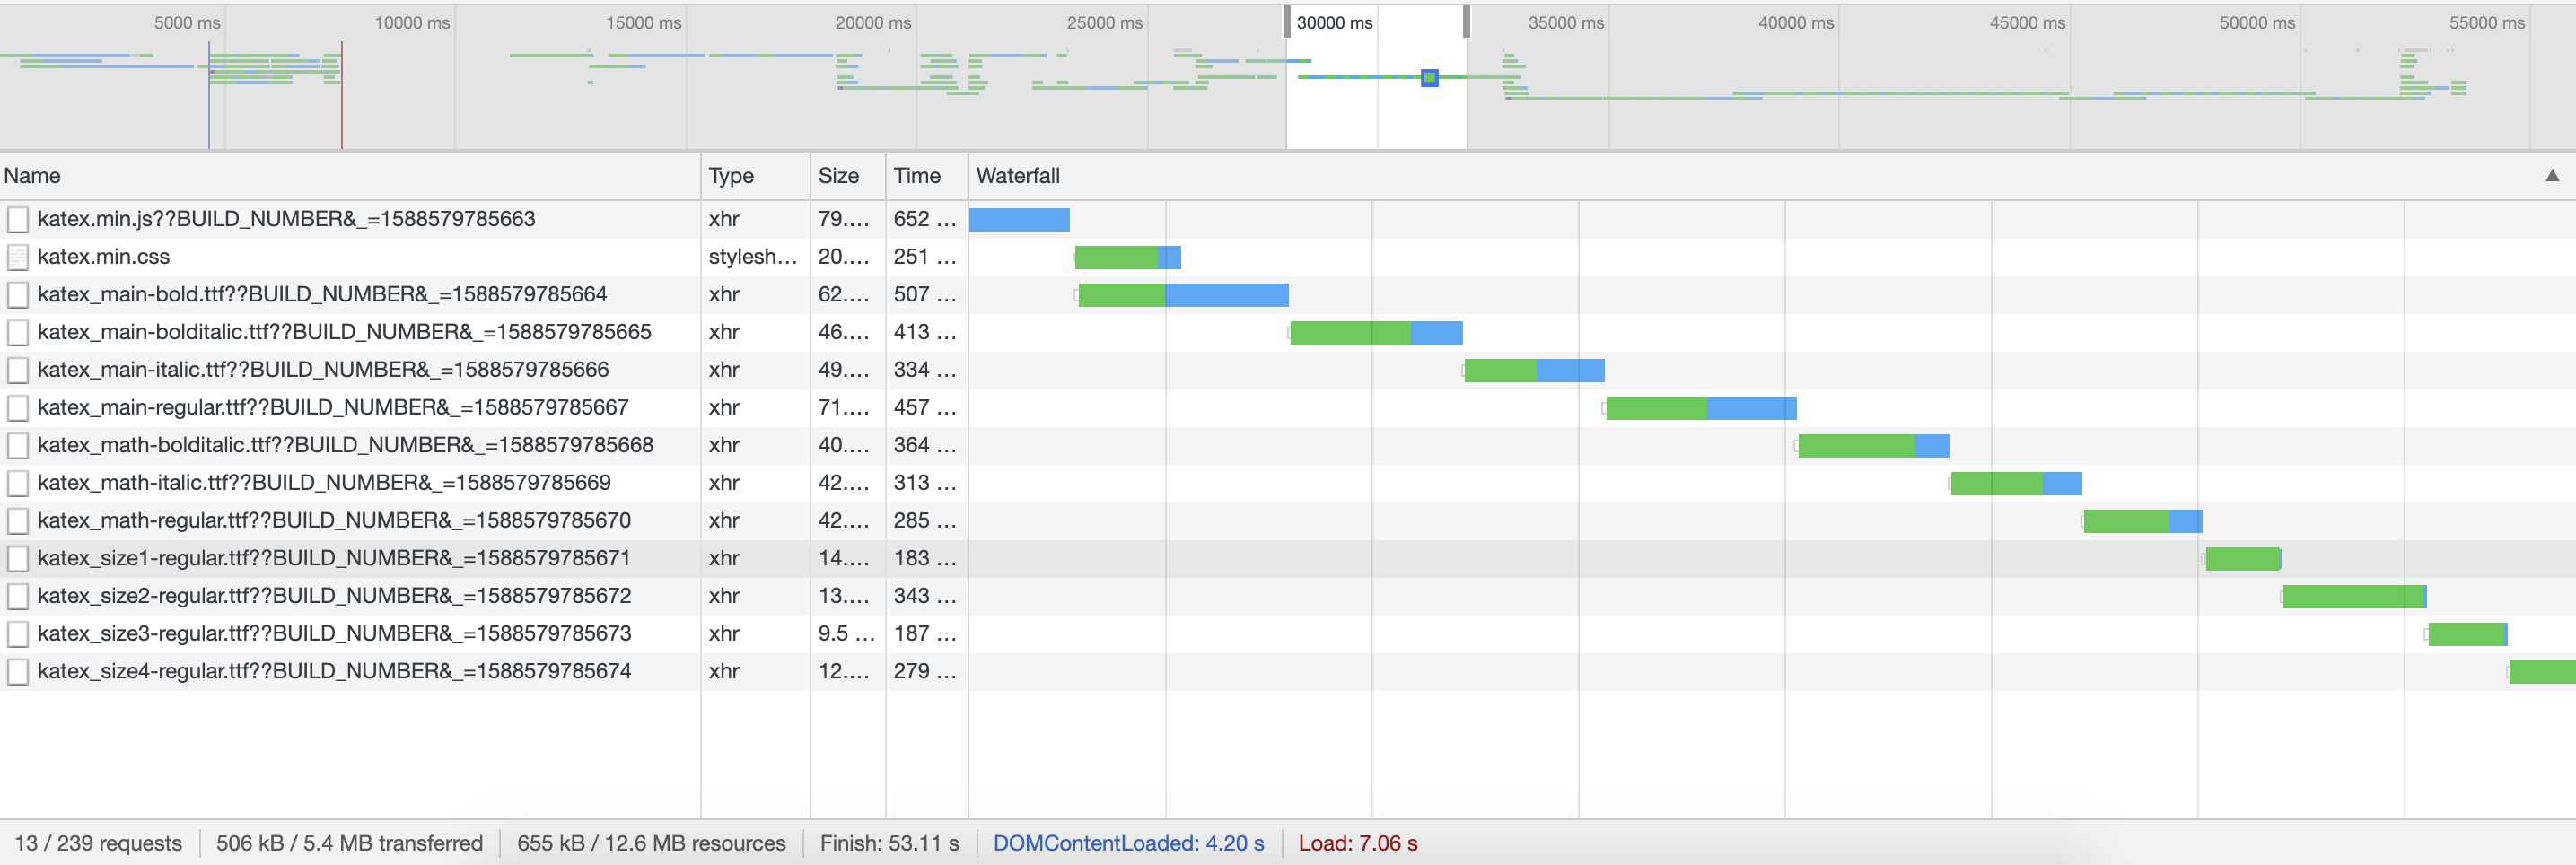 5000 ms 10000 ms 15000 ms 20000 ms 25000 ms 30000 ms 35000 ms 40000 ms 45000 ms 50000 ms 55000 ms
Name Type Size Time Waterfall ▲
katex.min.js??BUILD_NUMBER&_=1588579785663 xhr 79.... 652 ...
katex.min.css stylesh... 20.... 251 ...
katex_main-bold.ttf??BUILD_NUMBER&_=1588579785664 xhr 62.... 507 ...
katex_main-bolditalic.ttf??BUILD_NUMBER&_=1588579785665 xhr 46.... 413 ...
katex_main-italic.ttf??BUILD_NUMBER&_=1588579785666 xhr 49.... 334 ...
katex_main-regular.ttf??BUILD_NUMBER&_=1588579785667 xhr 71.... 457 ...
katex_math-bolditalic.ttf??BUILD_NUMBER&_=1588579785668 xhr 40.... 364 ...
katex_math-italic.ttf??BUILD_NUMBER&_=1588579785669 xhr 42.... 313 ...
katex_math-regular.ttf??BUILD_NUMBER&_=1588579785670 xhr 42.... 285 ...
katex_size1-regular.ttf??BUILD_NUMBER&_=1588579785671 xhr 14.... 183 ...
katex_size2-regular.ttf??BUILD_NUMBER&_=1588579785672 xhr 13.... 343 ...
katex_size3-regular.ttf??BUILD_NUMBER&_=1588579785673 xhr 9.5 ... 187 ...
katex_size4-regular.ttf??BUILD_NUMBER&_=1588579785674 xhr 12.... 279 ...
13 / 239 requests 506 kB / 5.4 MB transferred 655 kB / 12.6 MB resources Finish: 53.11 s DOMContentLoaded: 4.20 s Load: 7.06 s